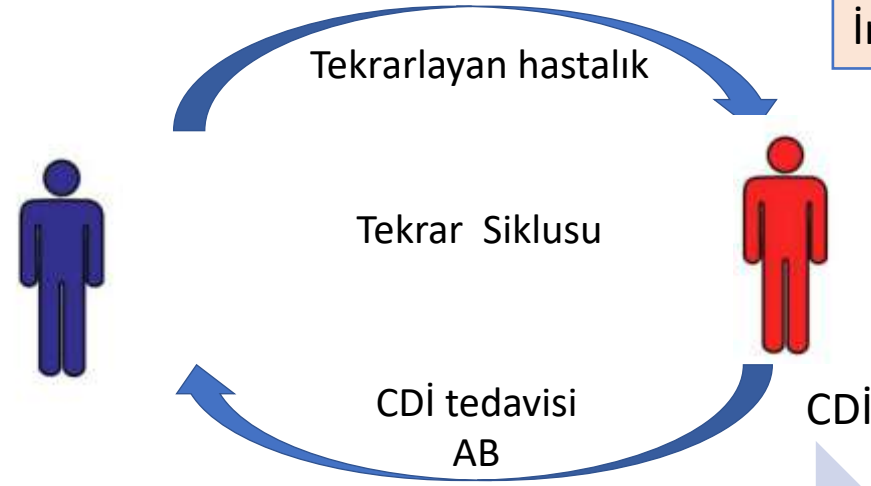 Tekrarlayan hastalık
Tekrar Siklusu
CDİ tedavisi
AB
CDİ